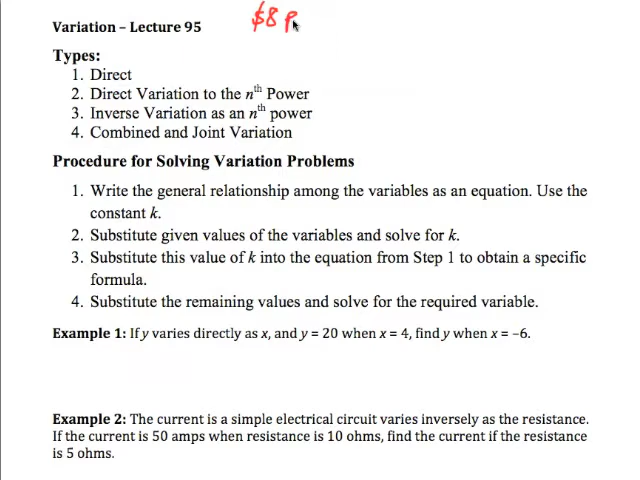 Variation – Lecture 95
$8 p
Types:
1. Direct
2. Direct Variation to the nth Power
3. Inverse Variation as an nth power
4. Combined and Joint Variation
Procedure for Solving Variation Problems
1. Write the general relationship among the variables as an equation. Use the
constant k.
2. Substitute given values of the variables and solve for k.
3. Substitute this value of k into the equation from Step 1 to obtain a specific
formula.
4. Substitute the remaining values and solve for the required variable.
Example 1: If y varies directly as x, and y = 20 when x = 4, find y when x = –6.
Example 2: The current is a simple electrical circuit varies inversely as the resistance.
If the current is 50 amps when resistance is 10 ohms, find the current if the resistance
is 5 ohms.